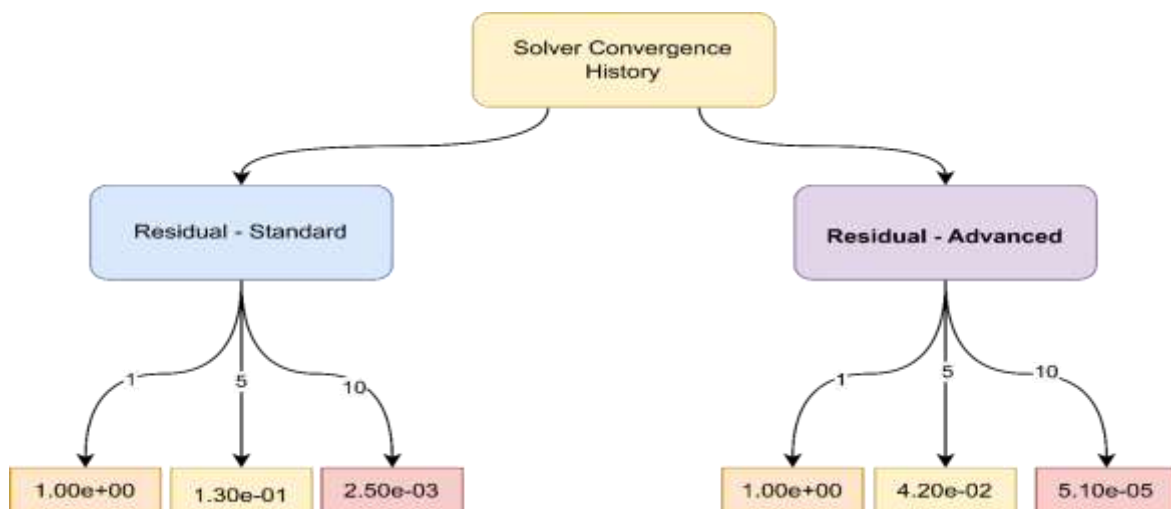 Solver Convergence
History
Residual - Standard
Residual - Advanced
1
5
10
1
5
10
1.00e+00
1.30e-01
2.50e-03
1.00e+00
4.20e-02
5.10e-05